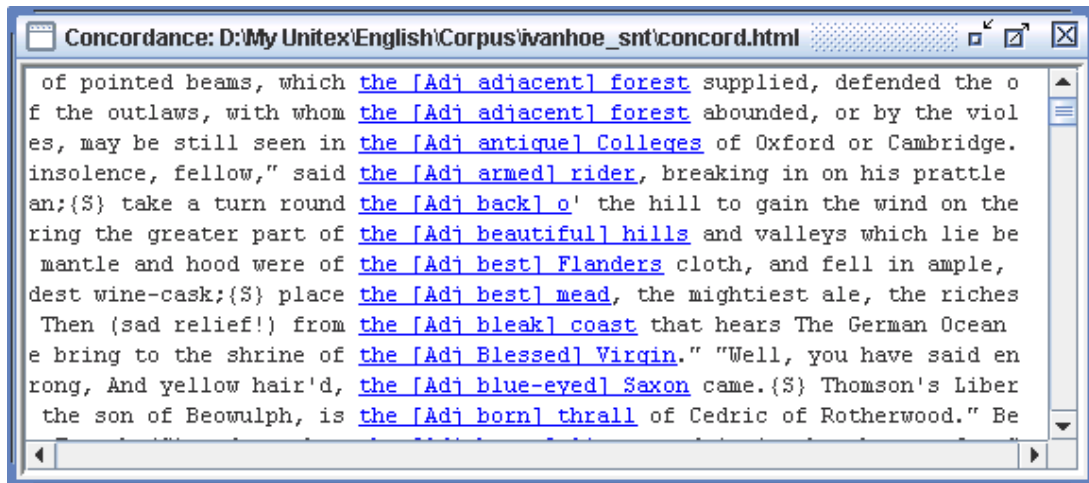 Concordance: D:\My Unitex\English\Corpus\ivanhoe_snt\concord.html
of pointed beams, which the [Adj adjacent] forest supplied, defended the o
f the outlaws, with whom the [Adj adjacent] forest abounded, or by the viol
es, may be still seen in the [Adj antique] Colleges of Oxford or Cambridge.
insolence, fellow," said the [Adj armed] rider, breaking in on his prattle
an;{S} take a turn round the [Adj back] o' the hill to gain the wind on the
ring the greater part of the [Adj beautiful] hills and valleys which lie be
mantle and hood were of the [Adj best] Flanders cloth, and fell in ample,
dest wine-cask;{S} place the [Adj best] mead, the mightiest ale, the riches
Then (sad relief!) from the [Adj bleak] coast that hears The German Ocean
e bring to the shrine of the [Adj Blessed] Virgin." "Well, you have said en
rong, And yellow hair'd, the [Adj blue-eyed] Saxon came.{S} Thomson's Liber
the son of Beowulph, is the [Adj born] thrall of Cedric of Rotherwood." Be